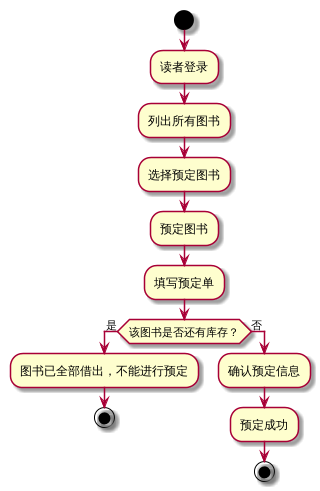 读者登录
列出所有图书
选择预定图书
预定图书
填写预定单
该图书是否还有库存？
是
否
图书已全部借出，不能进行预定
确认预定信息
预定成功